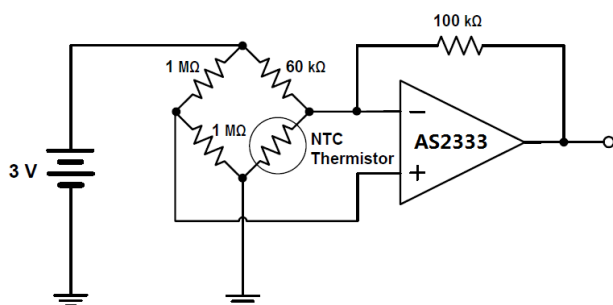 100 kΩ
1 MΩ
60 kΩ
1 MΩ
NTC
Thermistor
−
AS2333
+
3 V